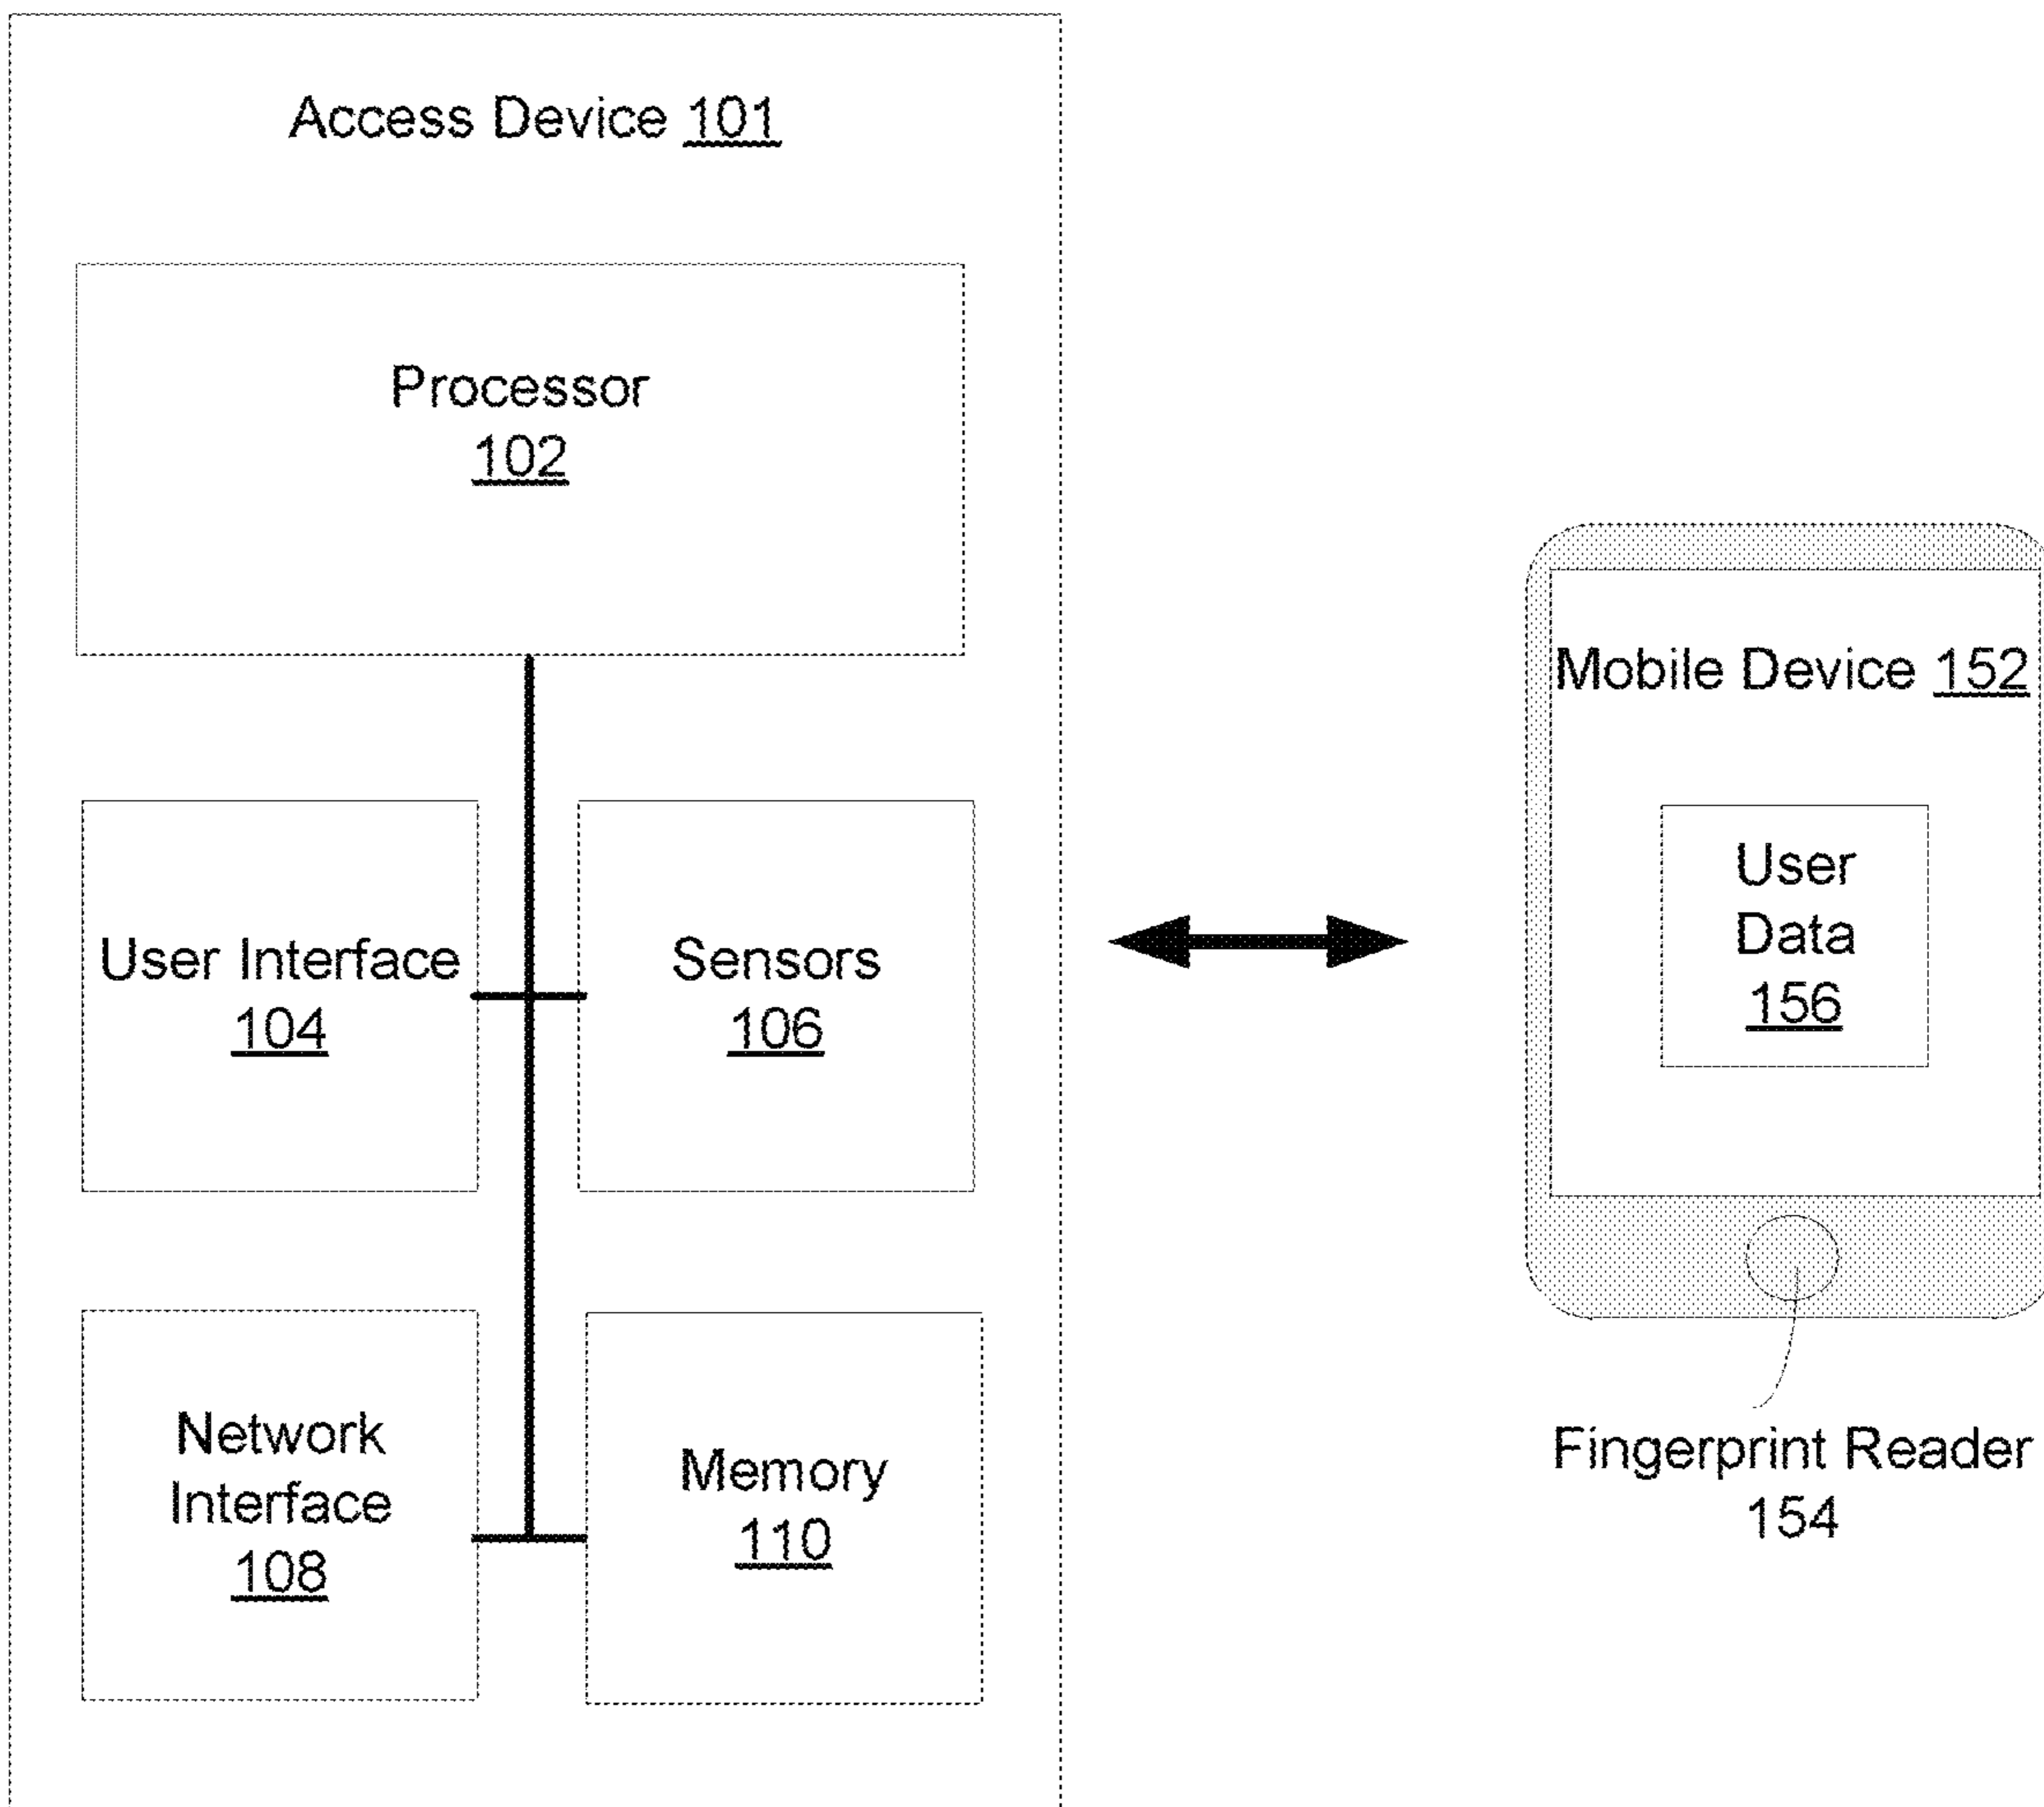 Access Device 101
Processor
102
User Interface
104
Sensors
106
Network
Interface
108
Memory
110
Mobile Device 152
User
Data
156
Fingerprint Reader
154